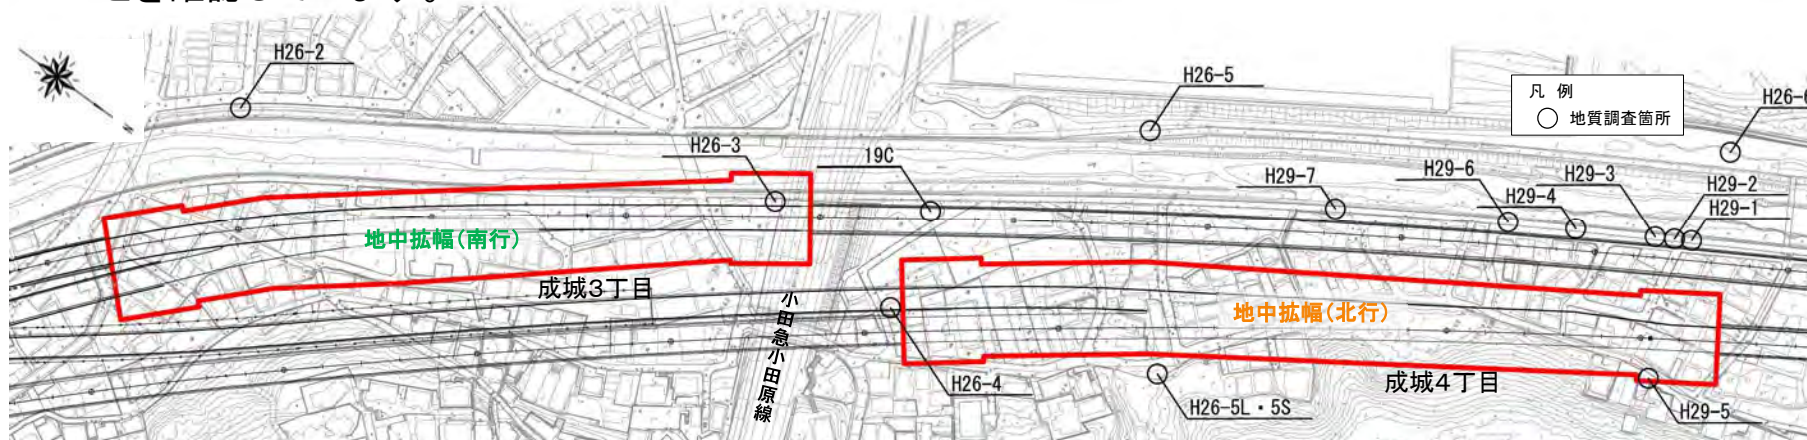 H26-2
H26-5
凡 例
○ 地質調査箇所
H26-6
H26-3
19C
H29-7
H29-6
H29-4
H29-3
H29-2
H29-1
地中拡幅(南行)
成城3丁目
小田急小田原線
地中拡幅(北行)
H26-4
成城4丁目
H26-5L・5S
H29-5